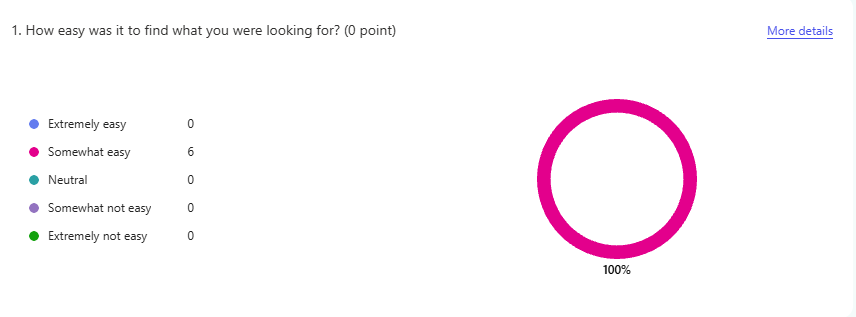 1. How easy was it to find what you were looking for? (0 point)
More details
Extremely easy 0
Somewhat easy 6
Neutral 0
Somewhat not easy 0
Extremely not easy 0
100%